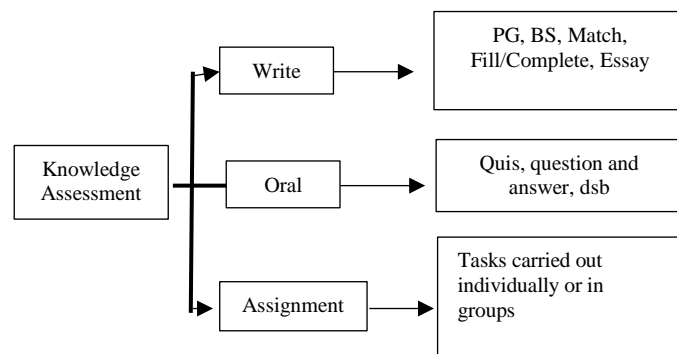 PG, BS, Match,
Fill/Complete, Essay
Write
Knowledge
Assessment
Oral
Quis, question and
answer, dsb
Assignment
Tasks carried out
individually or in
groups